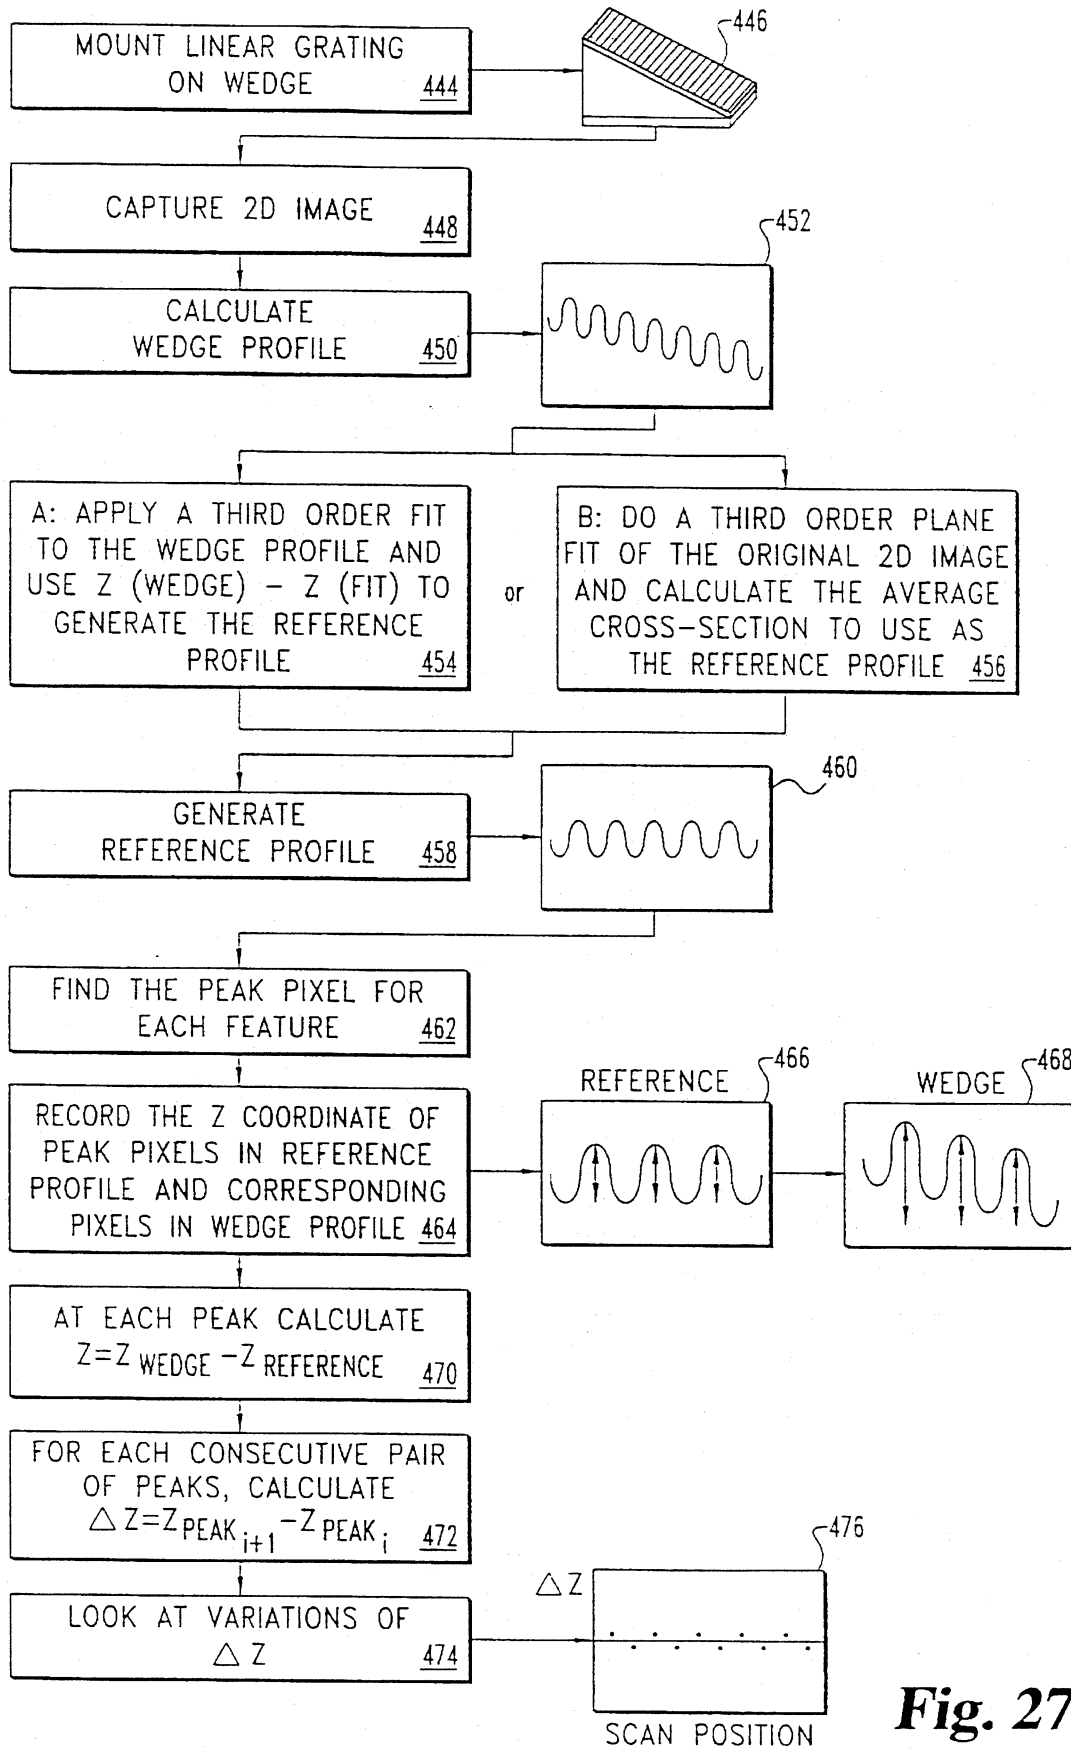 MOUNT LINEAR GRATING
ON WEDGE 444
446
CAPTURE 2D IMAGE
448
452
CALCULATE
WEDGE PROFILE 450
A: APPLY A THIRD ORDER FIT
TO THE WEDGE PROFILE AND
USE Z (WEDGE) – Z (FIT) TO
GENERATE THE REFERENCE
PROFILE 454
or
B: DO A THIRD ORDER PLANE
FIT OF THE ORIGINAL 2D IMAGE
AND CALCULATE THE AVERAGE
CROSS–SECTION TO USE AS
THE REFERENCE PROFILE 456
GENERATE
REFERENCE PROFILE 458
460
FIND THE PEAK PIXEL FOR
EACH FEATURE 462
RECORD THE Z COORDINATE OF
PEAK PIXELS IN REFERENCE
PROFILE AND CORRESPONDING
PIXELS IN WEDGE PROFILE 464
REFERENCE 466
WEDGE 468
AT EACH PEAK CALCULATE
Z=Z WEDGE –Z REFERENCE 470
FOR EACH CONSECUTIVE PAIR
OF PEAKS, CALCULATE
△ Z=Z PEAK i+1 –Z PEAK i 472
LOOK AT VARIATIONS OF
△ Z 474
476
△ Z
SCAN POSITION
Fig. 27